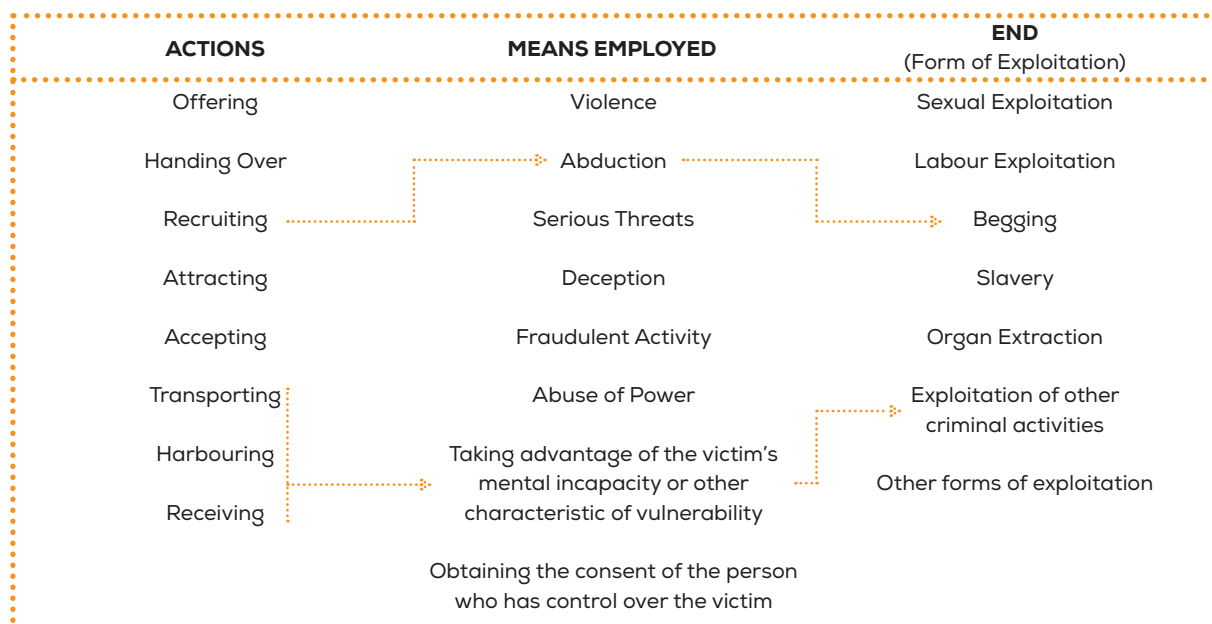 ACTIONS
MEANS EMPLOYED
END
(Form of Exploitation)
Offering
Violence
Sexual Exploitation
Handing Over
Abduction
Labour Exploitation
Recruiting
Serious Threats
Begging
Attracting
Deception
Slavery
Accepting
Fraudulent Activity
Organ Extraction
Transporting
Abuse of Power
Exploitation of other
criminal activities
Harbouring
Taking advantage of the victim's
mental incapacity or other
characteristic of vulnerability
Other forms of exploitation
Receiving
Obtaining the consent of the person
who has control over the victim